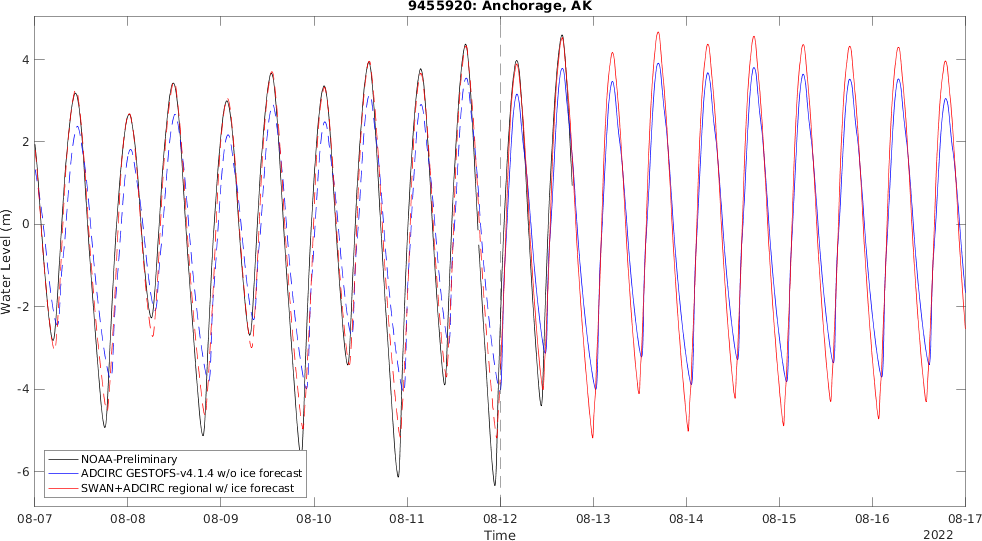 9455920: Anchorage, AK
Water Level (m)
4
2
0
-2
-4
-6
NOAA-Preliminary
ADCIRC GESTOFS-v4.1.4 w/o ice forecast
SWAN+ADCIRC regional w/ ice forecast
08-07 08-08 08-09 08-10 08-11 08-12 08-13 08-14 08-15 08-16 08-17
Time
2022